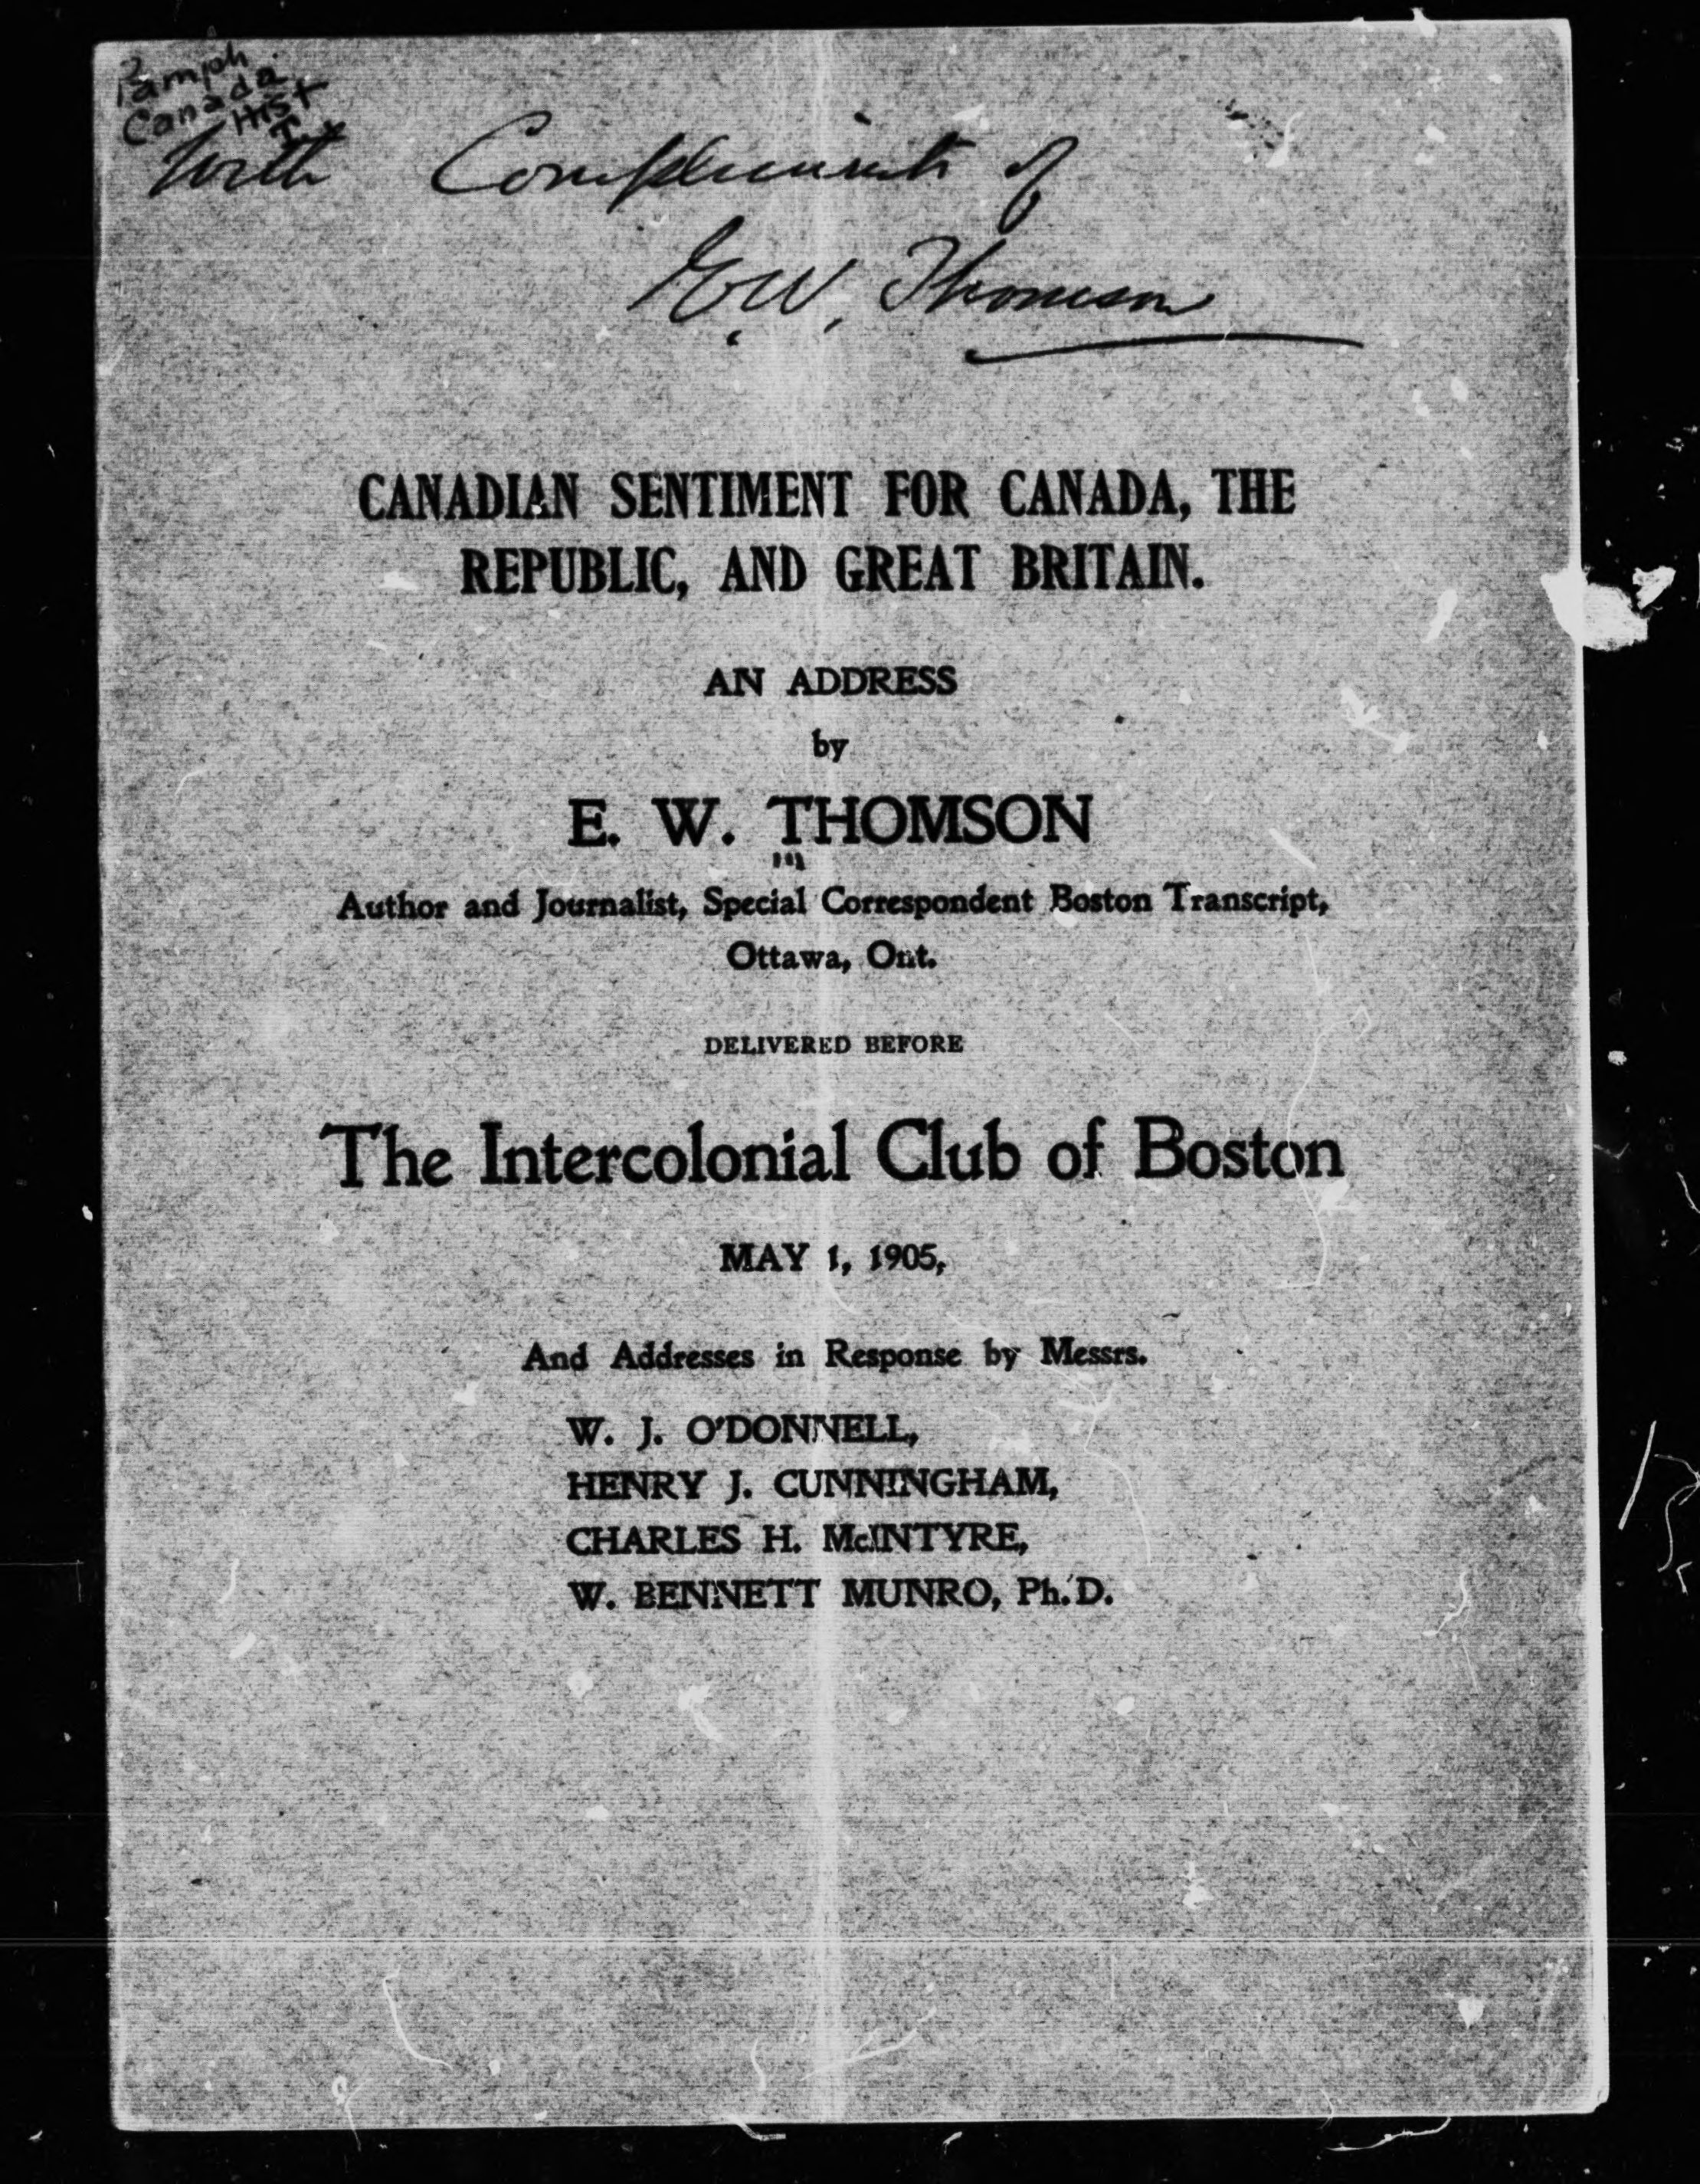 Pamph
Canada
Hist
T.
With Compliments of
E.W. Thomson
CANADIAN SENTIMENT FOR CANADA, THE
REPUBLIC, AND GREAT BRITAIN.
AN ADDRESS
by
E. W. THOMSON
Author and Journalist, Special Correspondent Boston Transcript,
Ottawa, Ont.
DELIVERED BEFORE
The Intercolonial Club of Boston
MAY 1, 1905,
And Addresses in Response by Messrs.
W. J. O'DONNELL,
HENRY J. CUNNINGHAM,
CHARLES H. McINTYRE,
W. BENNETT MUNRO, Ph.D.